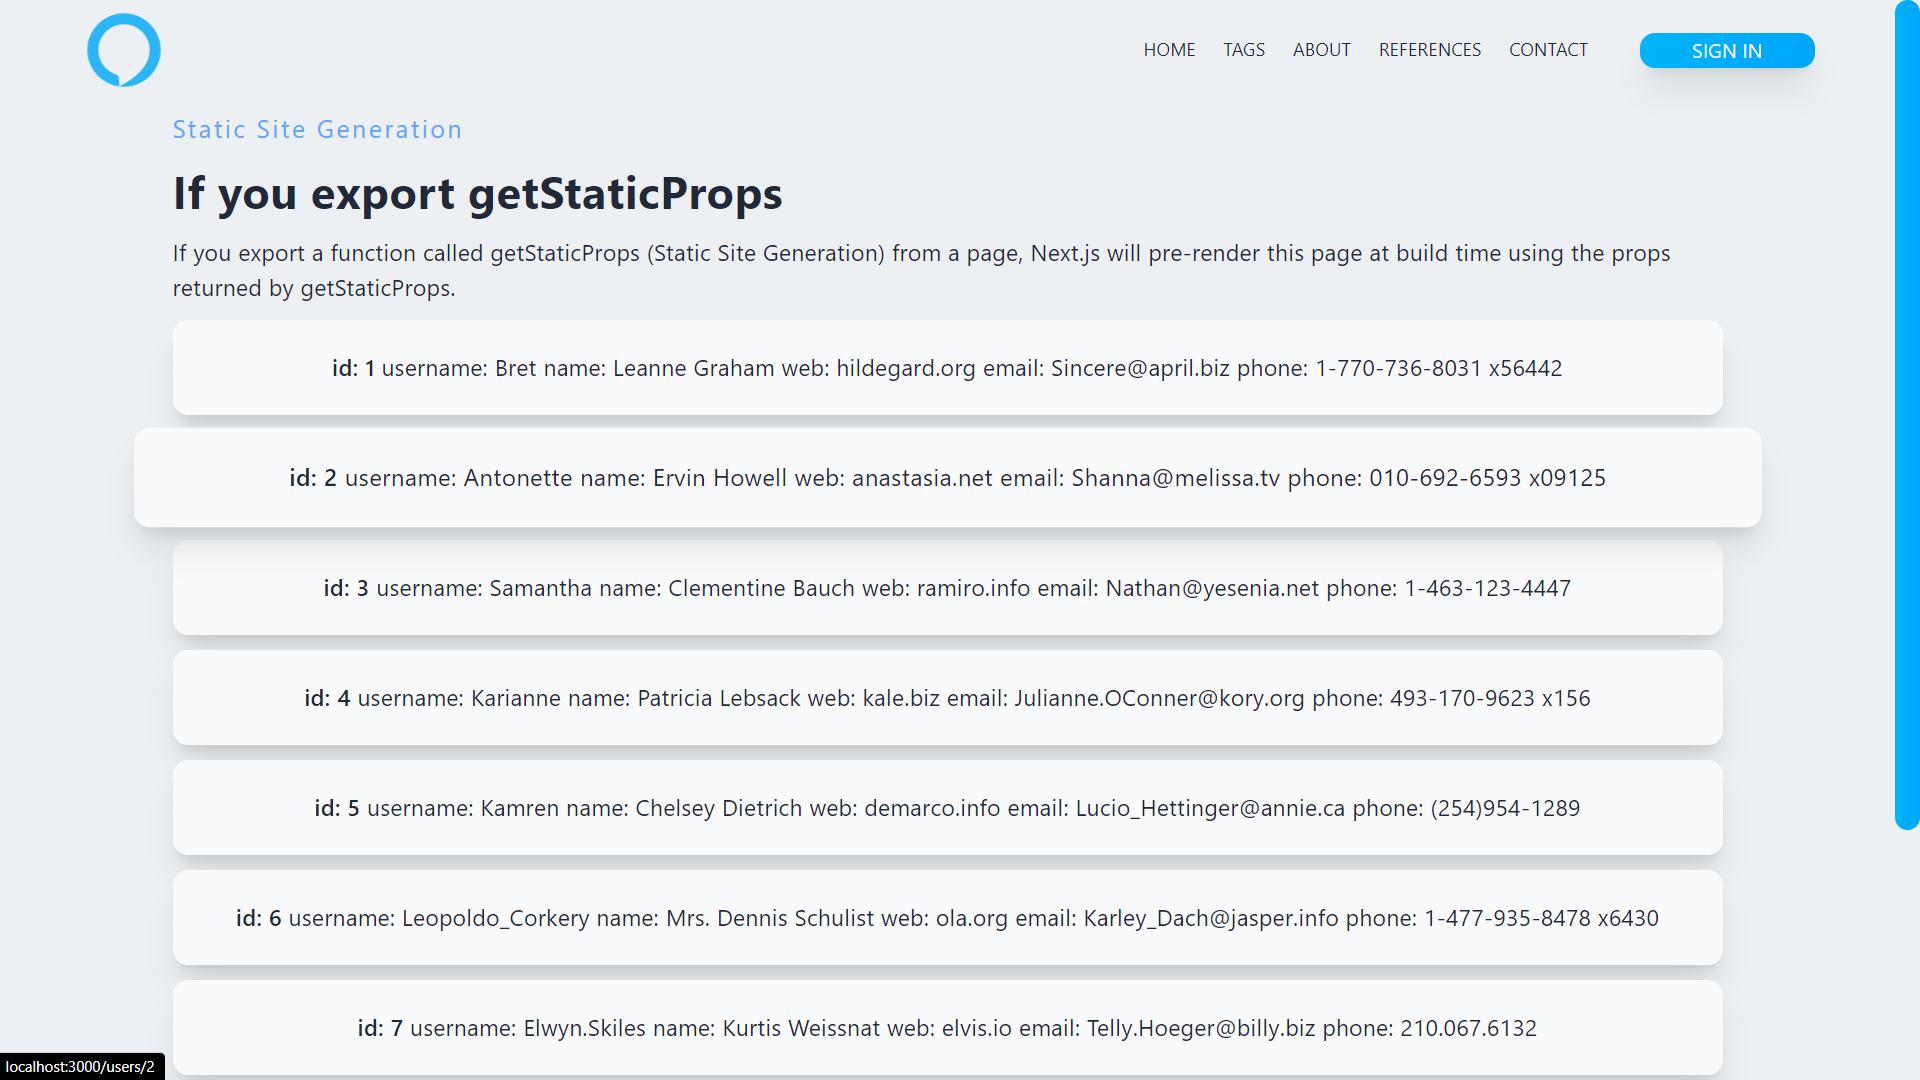 HOME TAGS ABOUT REFERENCES CONTACT SIGN IN
Static Site Generation
If you export getStaticProps
If you export a function called getStaticProps (Static Site Generation) from a page, Next.js will pre-render this page at build time using the props
returned by getStaticProps.
id: 1 username: Bret name: Leanne Graham web: hildegard.org email: Sincere@april.biz phone: 1-770-736-8031 x56442
id: 2 username: Antonette name: Ervin Howell web: anastasia.net email: Shanna@melissa.tv phone: 010-692-6593 x09125
id: 3 username: Samantha name: Clementine Bauch web: ramiro.info email: Nathan@yesenia.net phone: 1-463-123-4447
id: 4 username: Karianne name: Patricia Lebsack web: kale.biz email: Julianne.OConner@kory.org phone: 493-170-9623 x156
id: 5 username: Kamren name: Chelsey Dietrich web: demarco.info email: Lucio_Hettinger@annie.ca phone: (254)954-1289
id: 6 username: Leopoldo_Corkery name: Mrs. Dennis Schulist web: ola.org email: Karley_Dach@jasper.info phone: 1-477-935-8478 x6430
id: 7 username: Elwyn.Skiles name: Kurtis Weissnat web: elvis.io email: Telly.Hoeger@billy.biz phone: 210.067.6132
localhost:3000/users/2